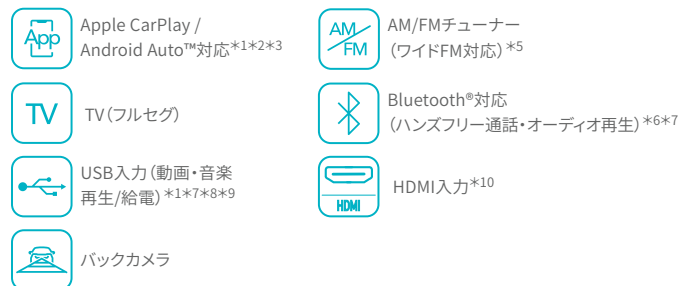 App
Apple CarPlay /
Android Auto™対応*1*2*3
AM/FM
AM/FMチューナー
(ワイドFM対応)*5
TV
TV(フルセグ)
Bluetooth®対応
(ハンズフリー通話・オーディオ再生)*6*7
USB入力(動画・音楽
再生/給電)*1*7*8*9
HDMI
HDMI入力*10
バックカメラ